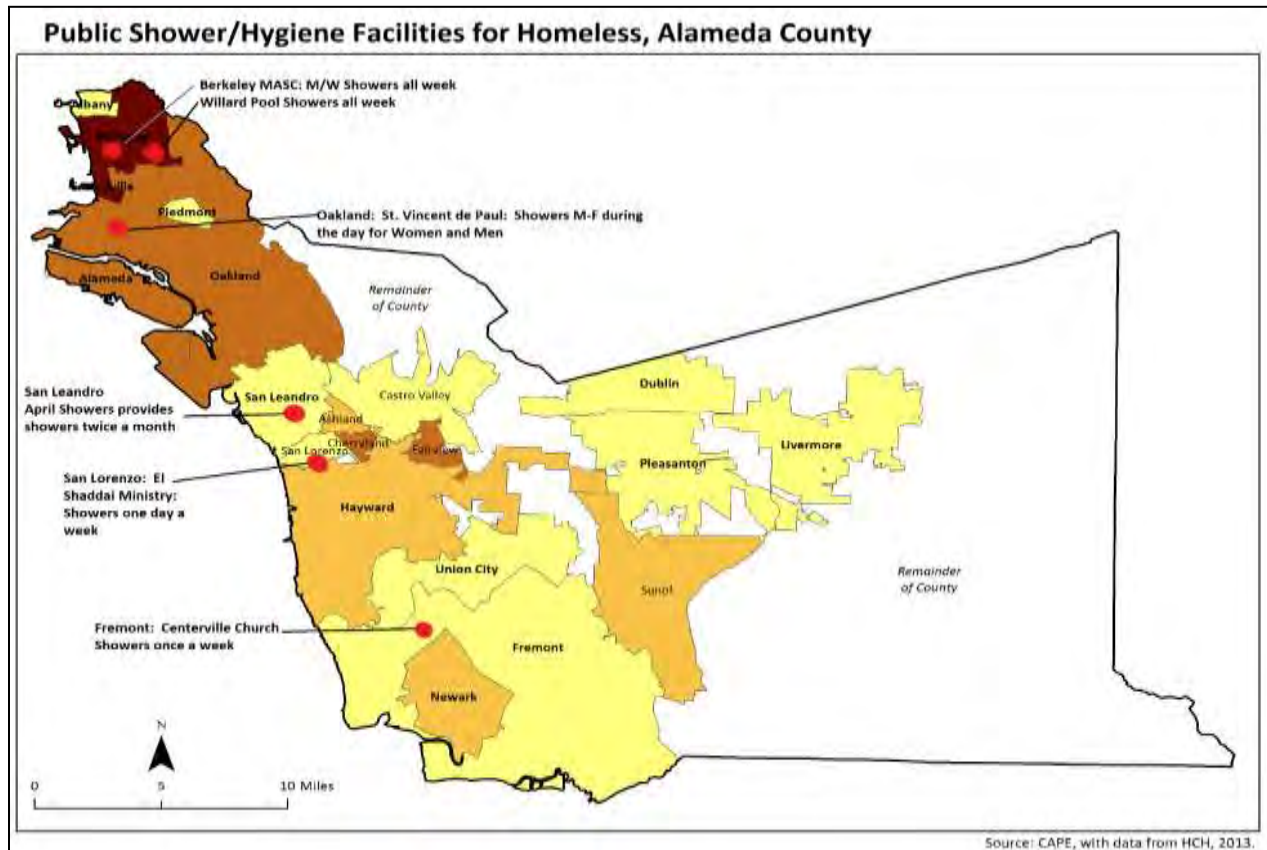 Public Shower/Hygiene Facilities for Homeless, Alameda County
Berkeley MASC: M/W Showers all week
Willard Pool Showers all week
Piedmont
Oakland: St. Vincent de Paul: Showers M-F during
the day for Women and Men
Alameda
Oakland
Remainder
of County
San Leandro
April Showers provides
showers twice a month
San Leandro
Castro Valley
Dublin
Ashland
Cherryland
Fairview
San Lorenzo
Livermore
Pleasanton
San Lorenzo: El
Shaddai Ministry:
Showers one day a
week
Hayward
Union City
Sunol
Remainder
of County
Fremont: Centerville Church
Showers once a week
Fremont
Newark
N
0 5 10 Miles
Source: CAPE, with data from HCH, 2013.